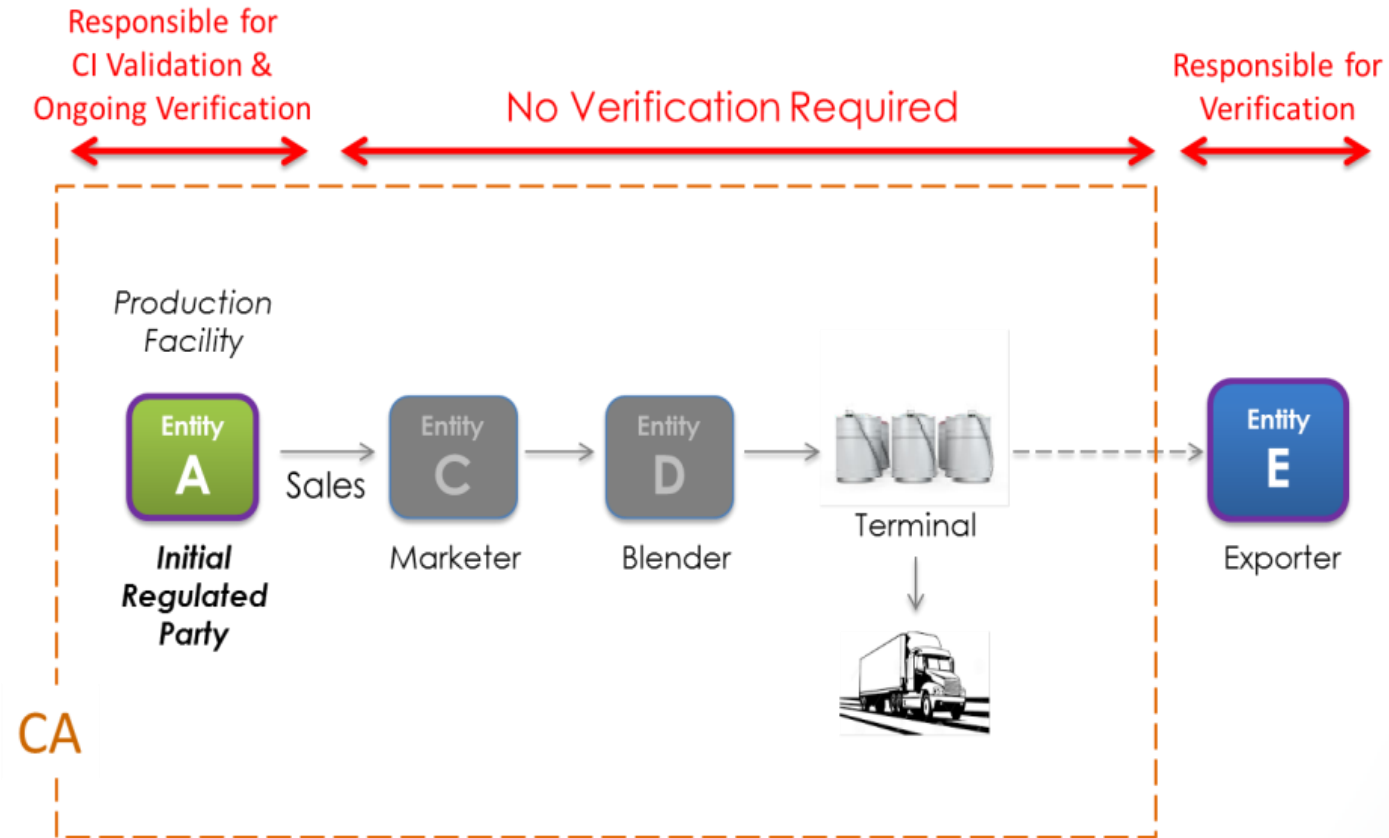 Responsible for
CI Validation &
Ongoing Verification
No Verification Required
Responsible for
Verification
Production
Facility
Entity
A
Initial
Regulated
Party
Sales
Entity
C
Marketer
Entity
D
Blender
Terminal
Entity
E
Exporter
CA